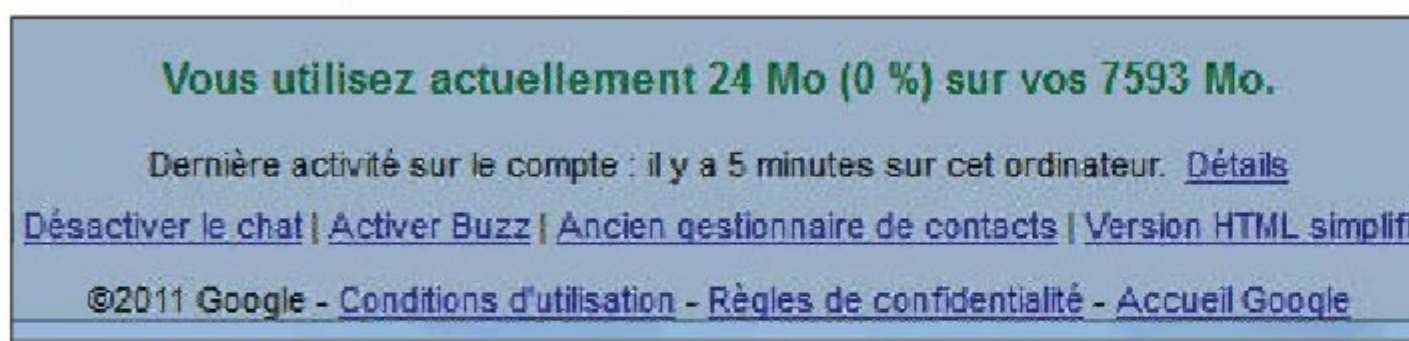 Vous utilisez actuellement 24 Mo (0 %) sur vos 7593 Mo.
Dernière activité sur le compte : il y a 5 minutes sur cet ordinateur. Détails
Désactiver le chat | Activer Buzz | Ancien gestionnaire de contacts | Version HTML simplifi
©2011 Google - Conditions d'utilisation - Règles de confidentialité - Accueil Google